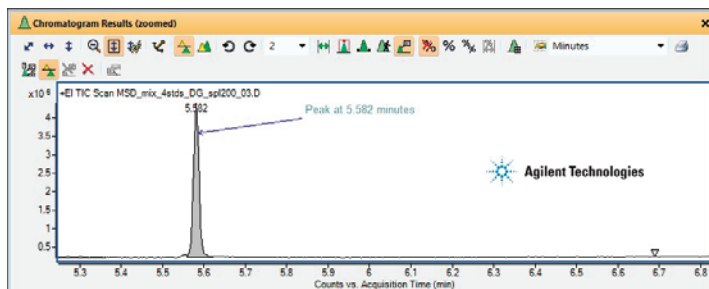 Chromatogram Results (zoomed)
2
Minutes
x10 6
+EI TIC Scan MSD_mix_4stds_DG_spl200_03.D
5.582
Peak at 5.582 minutes
4
3.5
3
2.5
2
1.5
1
0.5
Agilent Technologies
5.3 5.4 5.5 5.6 5.7 5.8 5.9 6 6.1 6.2 6.3 6.4 6.5 6.6 6.7 6.8
Counts vs. Acquisition Time (min)